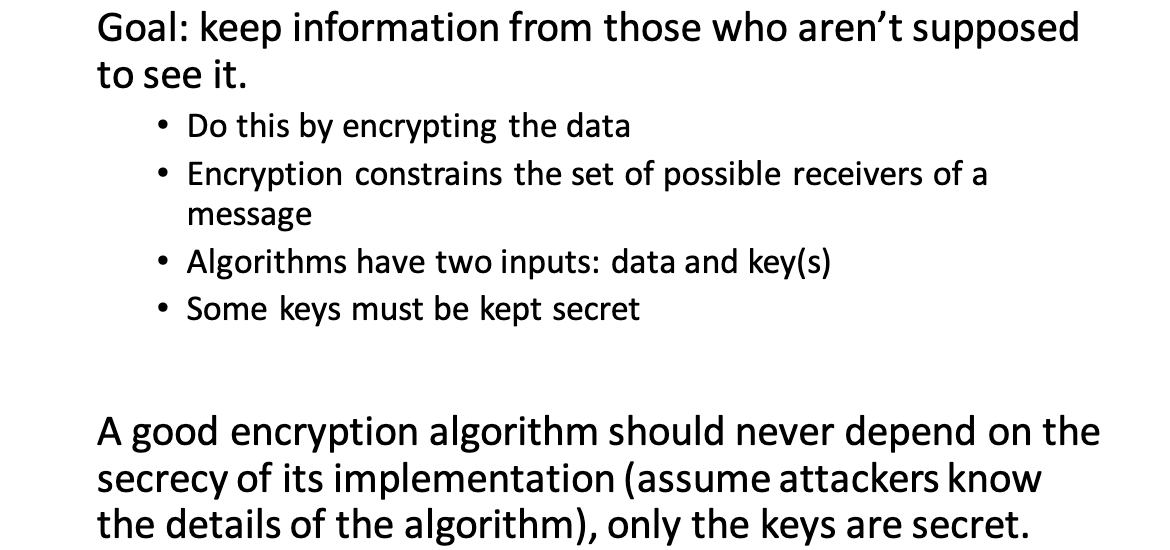 Goal: keep information from those who aren’t supposed
to see it.
• Do this by encrypting the data
• Encryption constrains the set of possible receivers of a
message
• Algorithms have two inputs: data and key(s)
• Some keys must be kept secret
A good encryption algorithm should never depend on the
secrecy of its implementation (assume attackers know
the details of the algorithm), only the keys are secret.